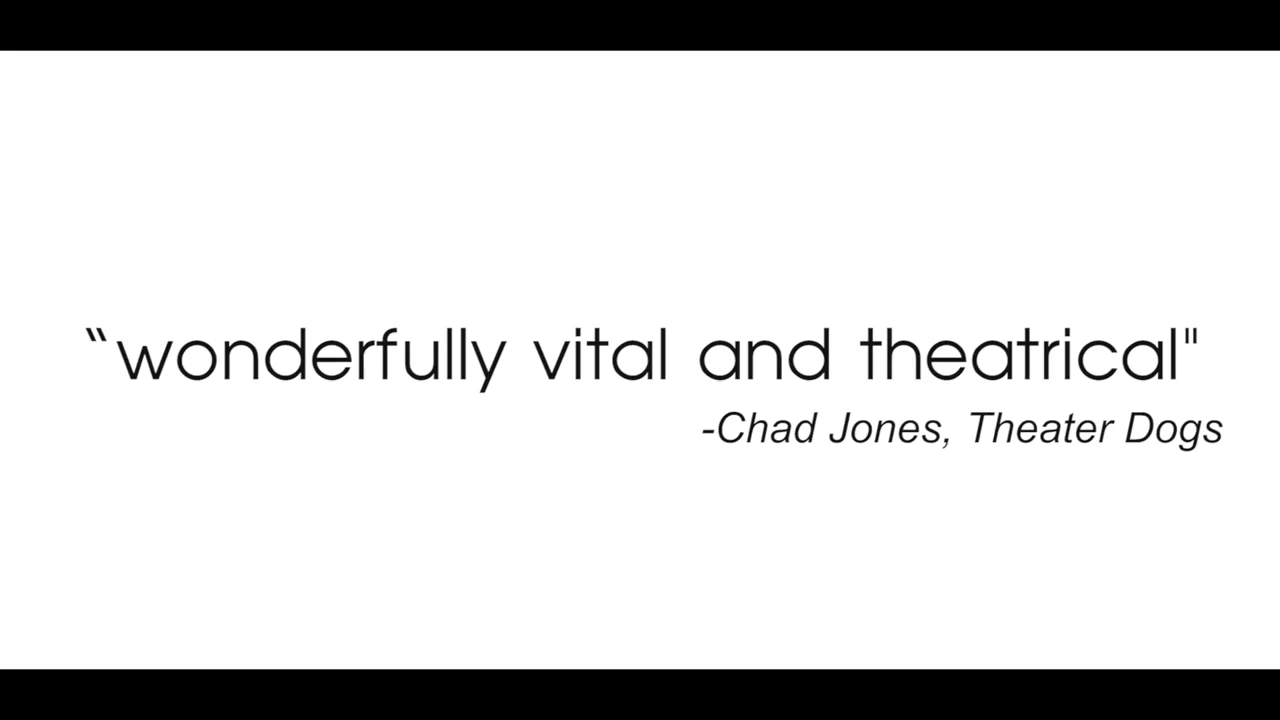 “wonderfully vital and theatrical"
-Chad Jones, Theater Dogs